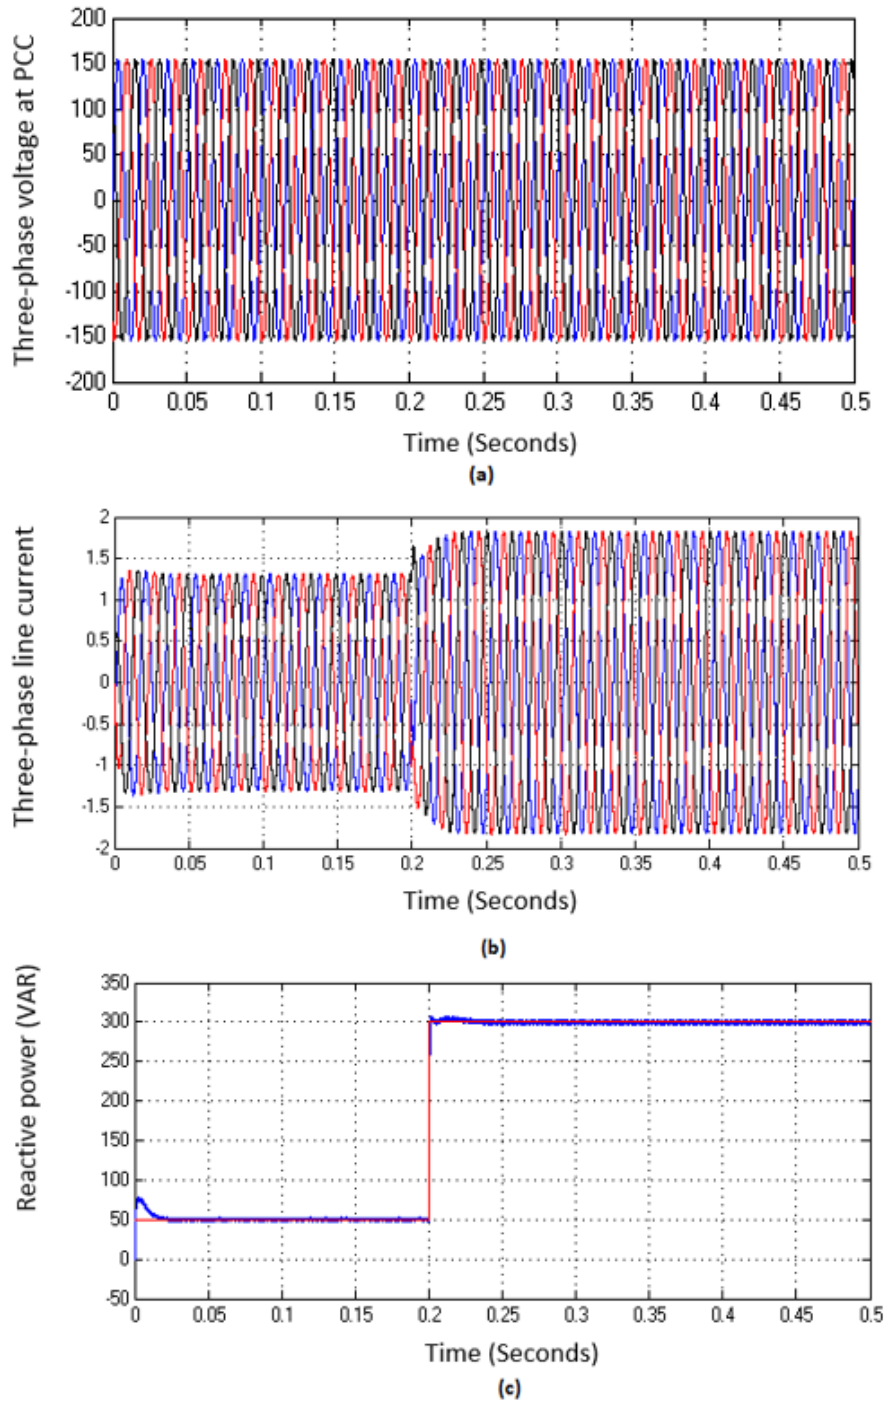 Three-phase voltage at PCC
200
150
100
50
0
-50
-100
-150
-200
0 0.05 0.1 0.15 0.2 0.25 0.3 0.35 0.4 0.45 0.5
Time (Seconds)
(a)
Three-phase line current
2
1.5
1
0.5
0
-0.5
-1
-1.5
-2
0 0.05 0.1 0.15 0.2 0.25 0.3 0.35 0.4 0.45 0.5
Time (Seconds)
(b)
Reactive power (VAR)
350
300
250
200
150
100
50
0
-50
0 0.05 0.1 0.15 0.2 0.25 0.3 0.35 0.4 0.45 0.5
Time (Seconds)
(c)